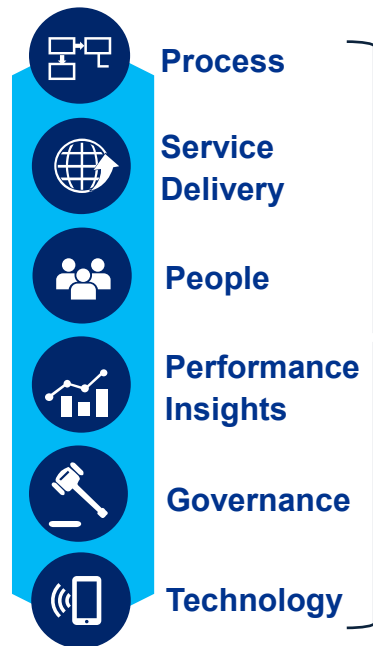 Process
Service
Delivery
People
Performance
Insights
Governance
Technology